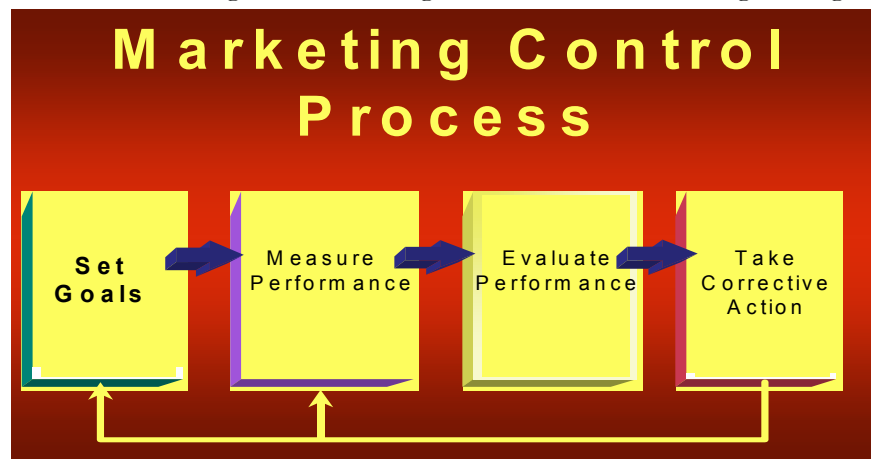 Marketing Control
Process
Set
Goals
Measure
Performance
Evaluate
Performance
Take
Corrective
Action